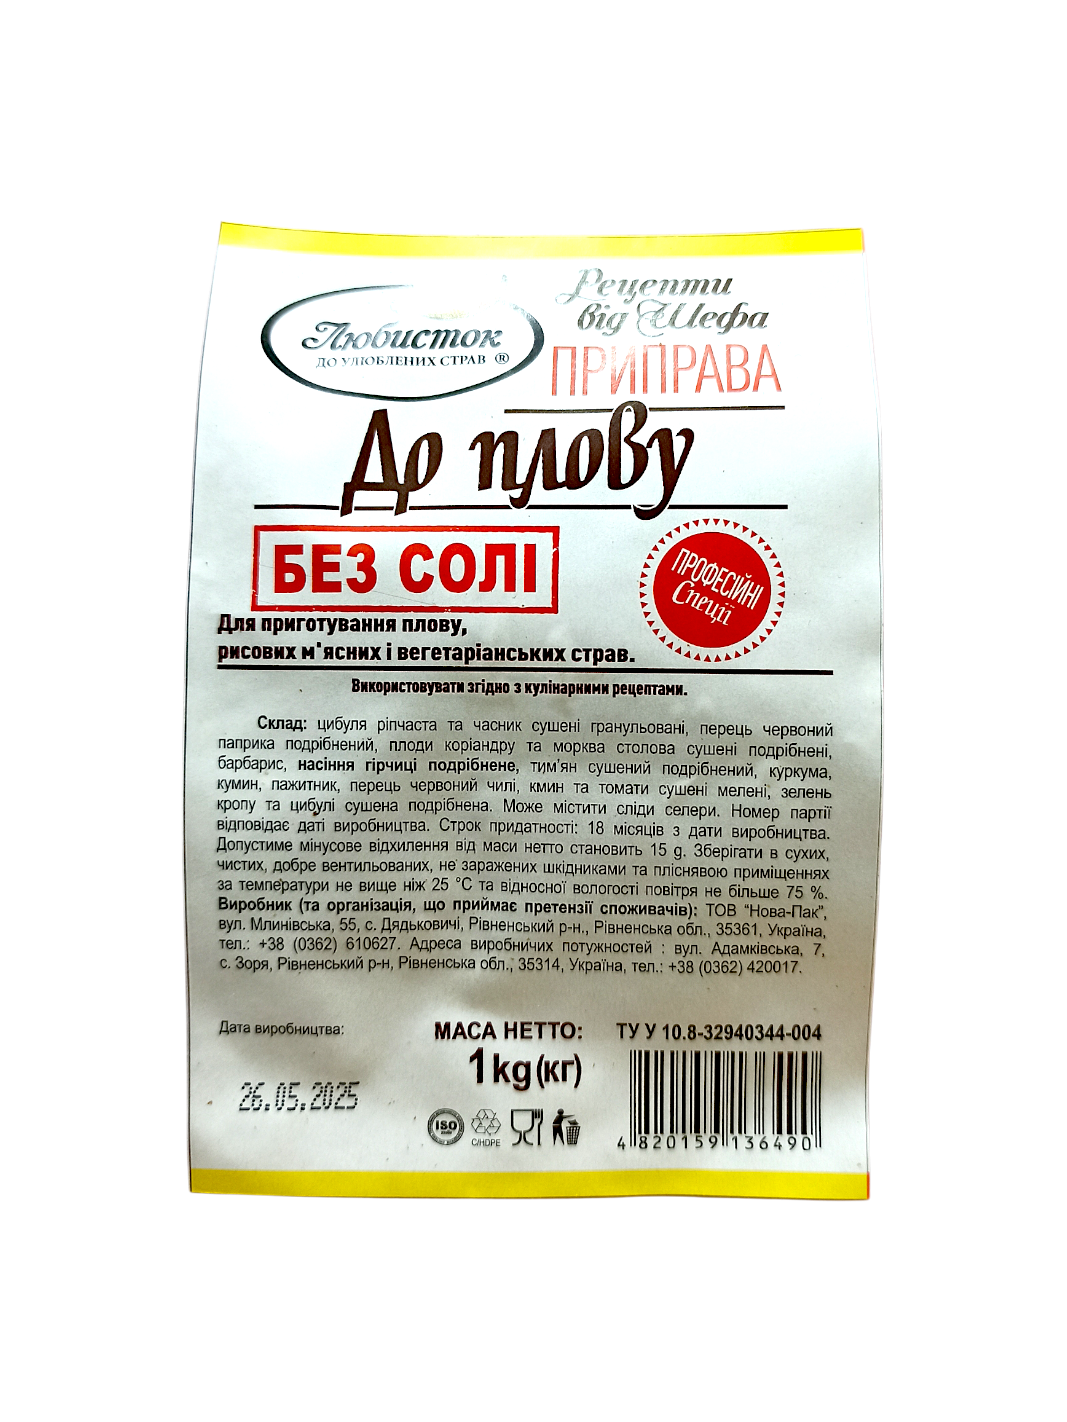 Любисток
ДО УЛЮБЛЕНИХ СТРАВ ®
Рецепти
від Шефа
ПРИПРАВА
До плову
БЕЗ СОЛІ
ПРОФЕСІЙНІ
Спеції
Для приготування плову,
рисових м'ясних і вегетаріанських страв.
Використовувати згідно з кулінарними рецептами.
Склад: цибуля ріпчаста та часник сушені гранульовані, перець червоний
паприка подрібнений, плоди коріандру та морква столова сушені подрібнені,
барбарис, насіння гірчиці подрібнене, тим'ян сушений подрібнений, куркума,
кумин, пажитник, перець червоний чилі, кмин та томати сушені мелені, зелень
кропу та цибулі сушена подрібнена. Може містити сліди селери. Номер партії
відповідає даті виробництва. Строк придатності: 18 місяців з дати виробництва.
Допустиме мінусове відхилення від маси нетто становить 15 g. Зберігати в сухих,
чистих, добре вентильованих, не заражених шкідниками та пліснявою приміщеннях
за температури не вище ніж 25 °С та відносної вологості повітря не більше 75 %.
Виробник (та організація, що приймає претензії споживачів): ТОВ “Нова-Пак”,
вул. Млинівська, 55, с. Дядьковичі, Рівненський р-н., Рівненська обл., 35361, Україна,
тел.: +38 (0362) 610627. Адреса виробничих потужностей : вул. Адамківська, 7,
с. Зоря, Рівненський р-н, Рівненська обл., 35314, Україна, тел.: +38 (0362) 420017.
Дата виробництва:
26.05.2025
МАСА НЕТТО:
1 kg (кг)
ТУ У 10.8-32940344-004
ISO
C/HDPE
4 820159 136490